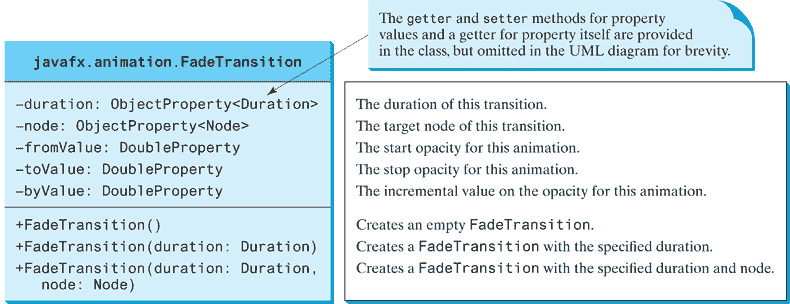 The getter and setter methods for property
values and a getter for property itself are provided
in the class, but omitted in the UML diagram for brevity.
javafx.animation.FadeTransition
-duration: ObjectProperty<Duration>
The duration of this transition.
-node: ObjectProperty<Node>
The target node of this transition.
-fromValue: DoubleProperty
The start opacity for this animation.
-toValue: DoubleProperty
The stop opacity for this animation.
-byValue: DoubleProperty
The incremental value on the opacity for this animation.
+FadeTransition()
Creates an empty FadeTransition.
+FadeTransition(duration: Duration)
Creates a FadeTransition with the specified duration.
+FadeTransition(duration: Duration,
node: Node)
Creates a FadeTransition with the specified duration and node.